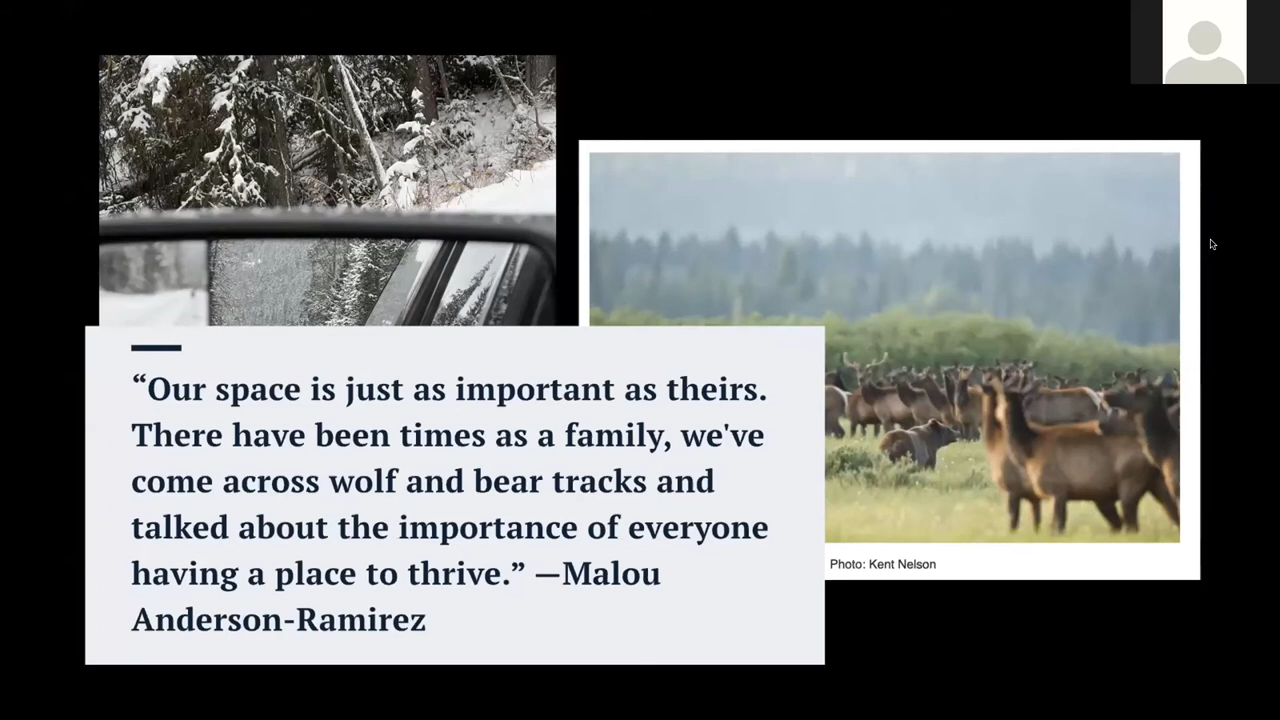 “Our space is just as important as theirs.
There have been times as a family, we've
come across wolf and bear tracks and
talked about the importance of everyone
having a place to thrive.” —Malou
Anderson-Ramirez
Photo: Kent Nelson